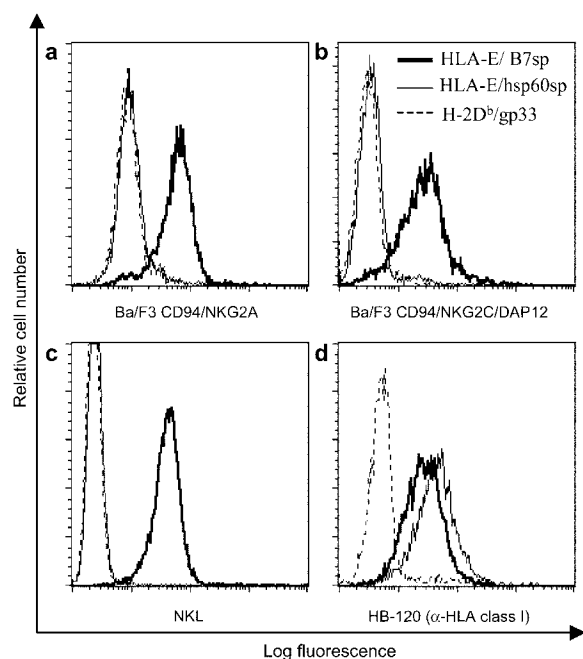 a
b
HLA-E/ B7sp
HLA-E/hsp60sp
H-2Dᵇ/gp33
Ba/F3 CD94/NKG2A
Ba/F3 CD94/NKG2C/DAP12
Relative cell number
c
d
NKL
HB-120 (α-HLA class I)
Log fluorescence